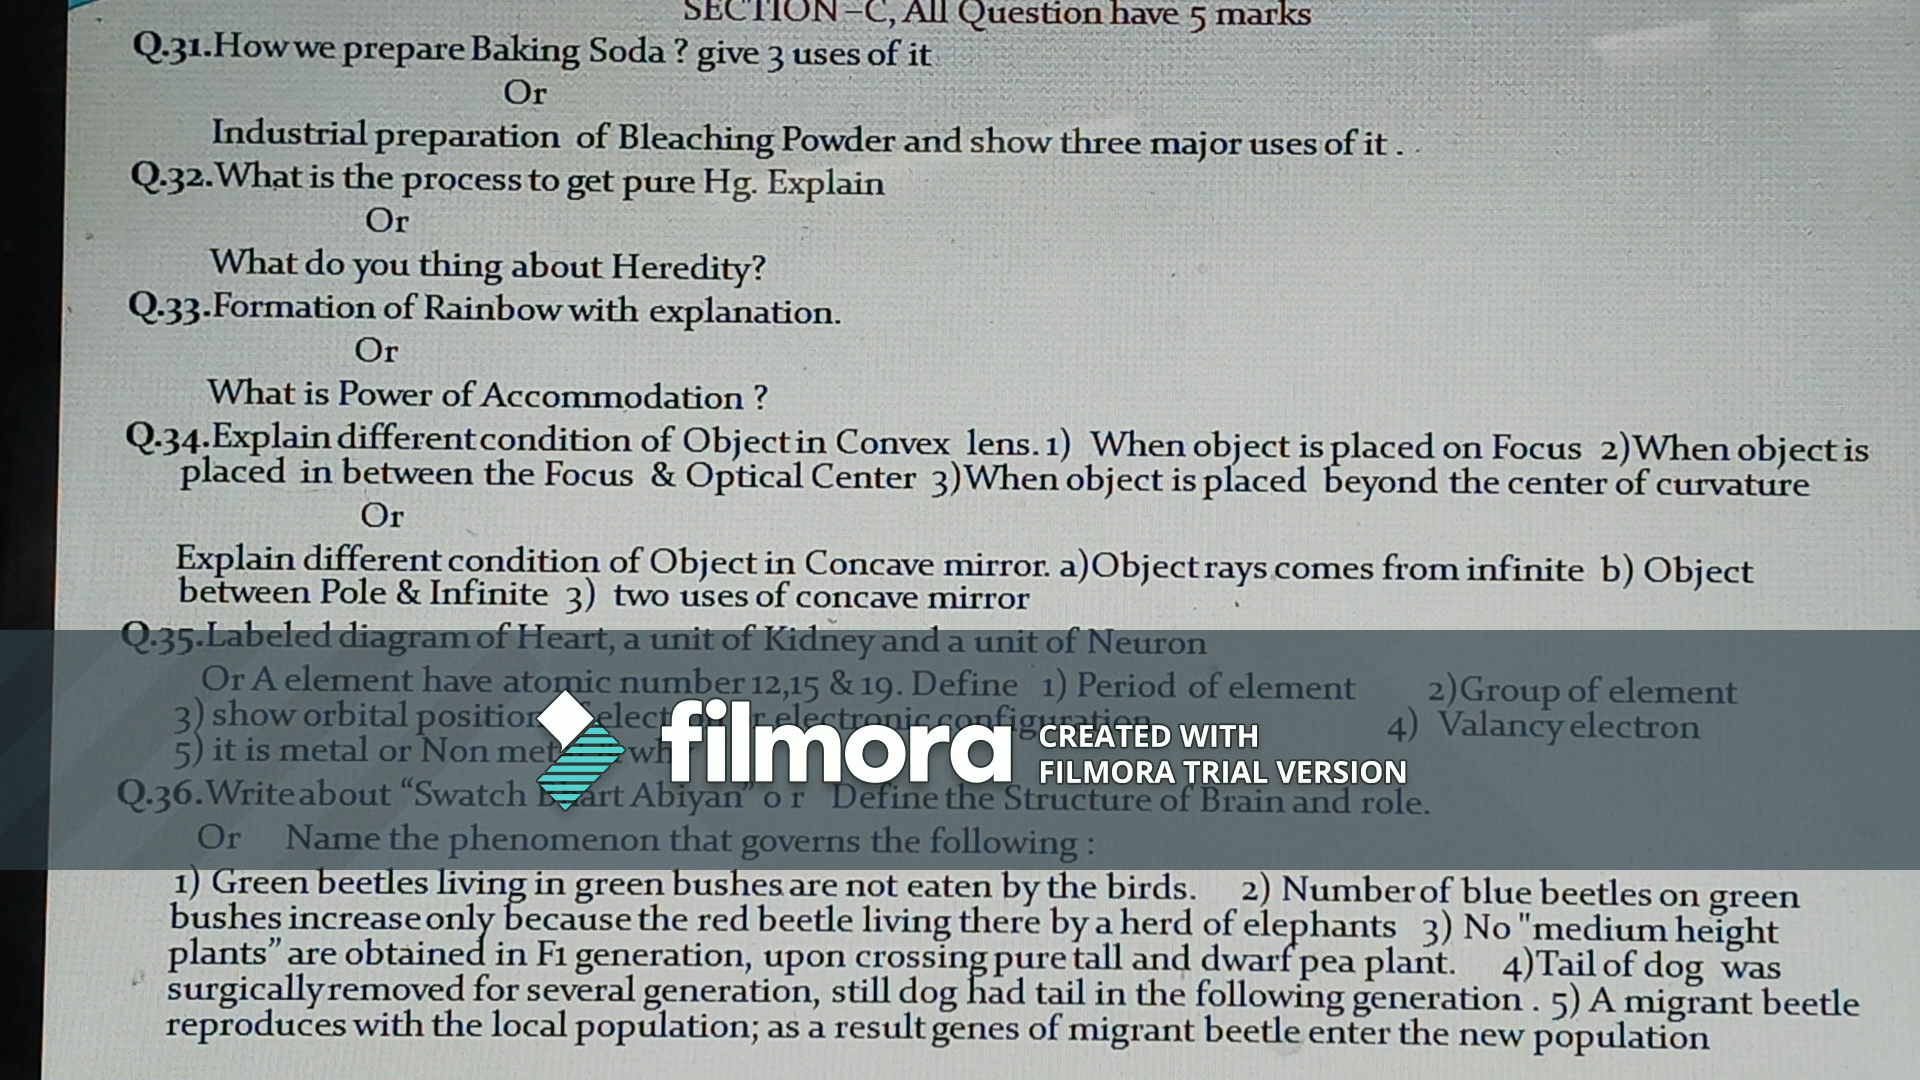 SECTION-C, All Question have 5 marks
Q.31.How we prepare Baking Soda ? give 3 uses of it
Or
Industrial preparation of Bleaching Powder and show three major uses of it .
Q.32.What is the process to get pure Hg. Explain
Or
What do you thing about Heredity?
Q.33.Formation of Rainbow with explanation.
Or
What is Power of Accommodation ?
Q.34.Explain different condition of Object in Convex lens. 1) When object is placed on Focus 2)When object is
placed in between the Focus & Optical Center 3)When object is placed beyond the center of curvature
Or
Explain different condition of Object in Concave mirror. a)Object rays comes from infinite b) Object
between Pole & Infinite 3) two uses of concave mirror
Q.35.Labeled diagram of Heart, a unit of Kidney and a unit of Neuron
Or A element have atomic number 12,15 & 19. Define 1) Period of element 2)Group of element
3) show orbital position electronic configuration 4) Valancy electron
5) it is metal or Non
filmora CREATED WITH
FILMORA TRIAL VERSION
Q.36.Write about “Swatch Abiyan” o r Define the Structure of Brain and role.
Or Name the phenomenon that governs the following :
1) Green beetles living in green bushes are not eaten by the birds. 2) Number of blue beetles on green
bushes increase only because the red beetle living there by a herd of elephants 3) No "medium height
plants” are obtained in F1 generation, upon crossing pure tall and dwarf pea plant. 4)Tail of dog was
surgically removed for several generation, still dog had tail in the following generation . 5) A migrant beetle
reproduces with the local population; as a result genes of migrant beetle enter the new population